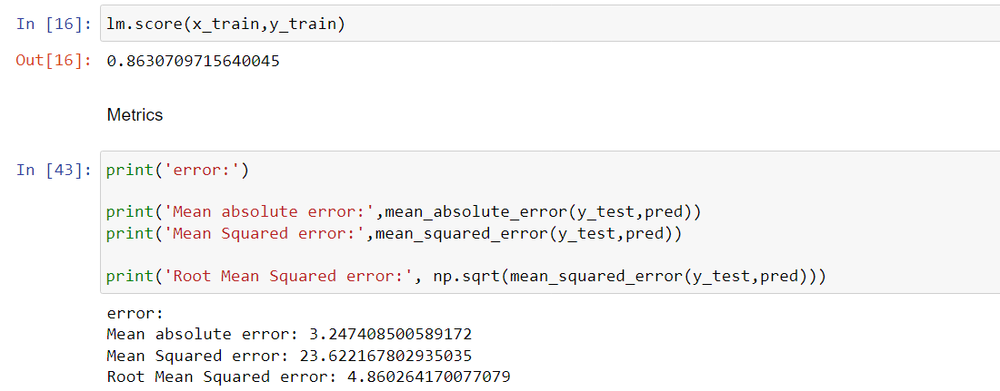 In [16]: lm.score(x_train,y_train)
Out[16]: 0.8630709715640045
Metrics
In [43]: print('error:')
print('Mean absolute error:',mean_absolute_error(y_test,pred))
print('Mean Squared error:',mean_squared_error(y_test,pred))
print('Root Mean Squared error:', np.sqrt(mean_squared_error(y_test,pred)))
error:
Mean absolute error: 3.247408500589172
Mean Squared error: 23.622167802935035
Root Mean Squared error: 4.860264170077079